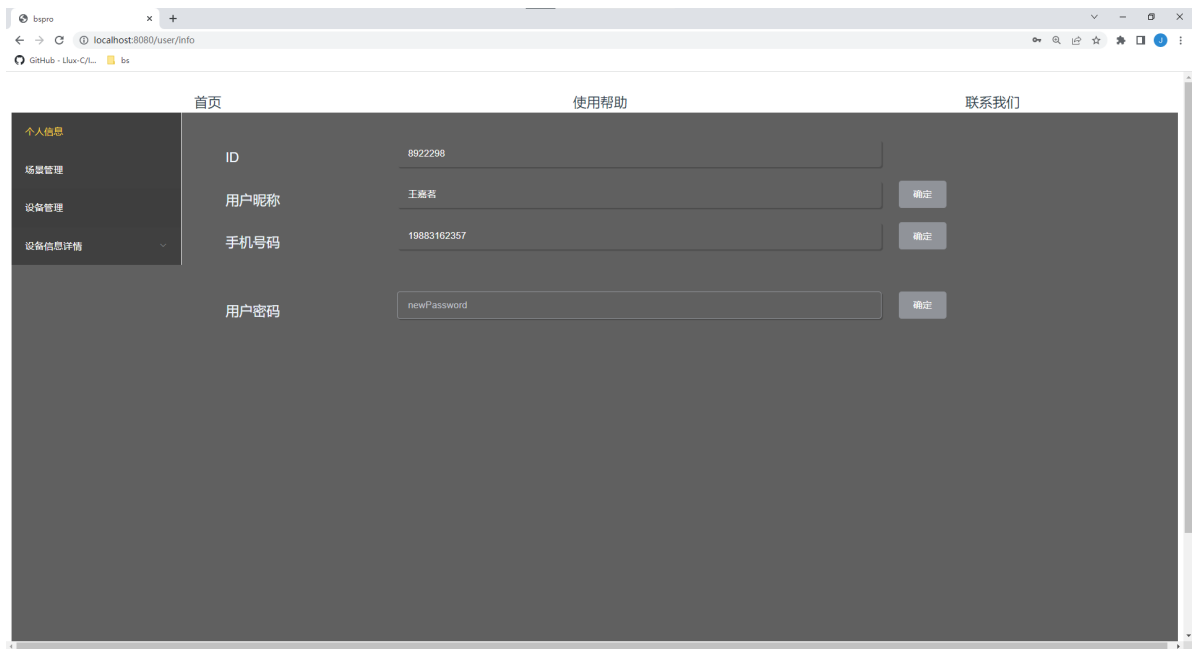 bspro
localhost:8080/user/info
GitHub - Llux-C/I... bs
J
首页 使用帮助 联系我们
个人信息
场景管理
设备管理
设备信息详情
ID 8922298
用户昵称 王嘉茗 确定
手机号码 19883162357 确定
用户密码 newPassword 确定